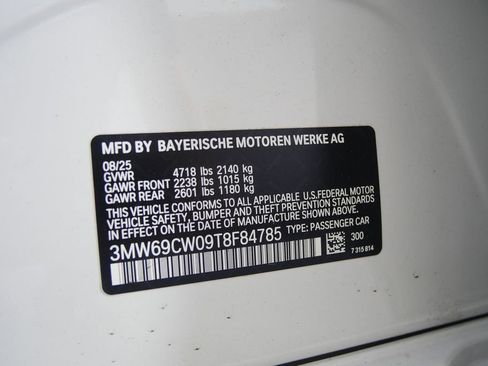 MFD BY BAYERISCHE MOTOREN WERKE AG
08/25
GVWR 4718 lbs 2140 kg
GAWR FRONT 2238 lbs 1015 kg
GAWR REAR 2601 lbs 1180 kg
THIS VEHICLE CONFORMS TO ALL APPLICABLE U.S.FEDERAL MOTOR
VEHICLE SAFETY, BUMPER, AND THEFT PREVENTION STANDARDS
IN EFFECT ON THE DATE OF MANUFACTURE SHOWN ABOVE.
3MW69CW09T8F84785 TYPE: PASSENGER CAR
300
7 315 814